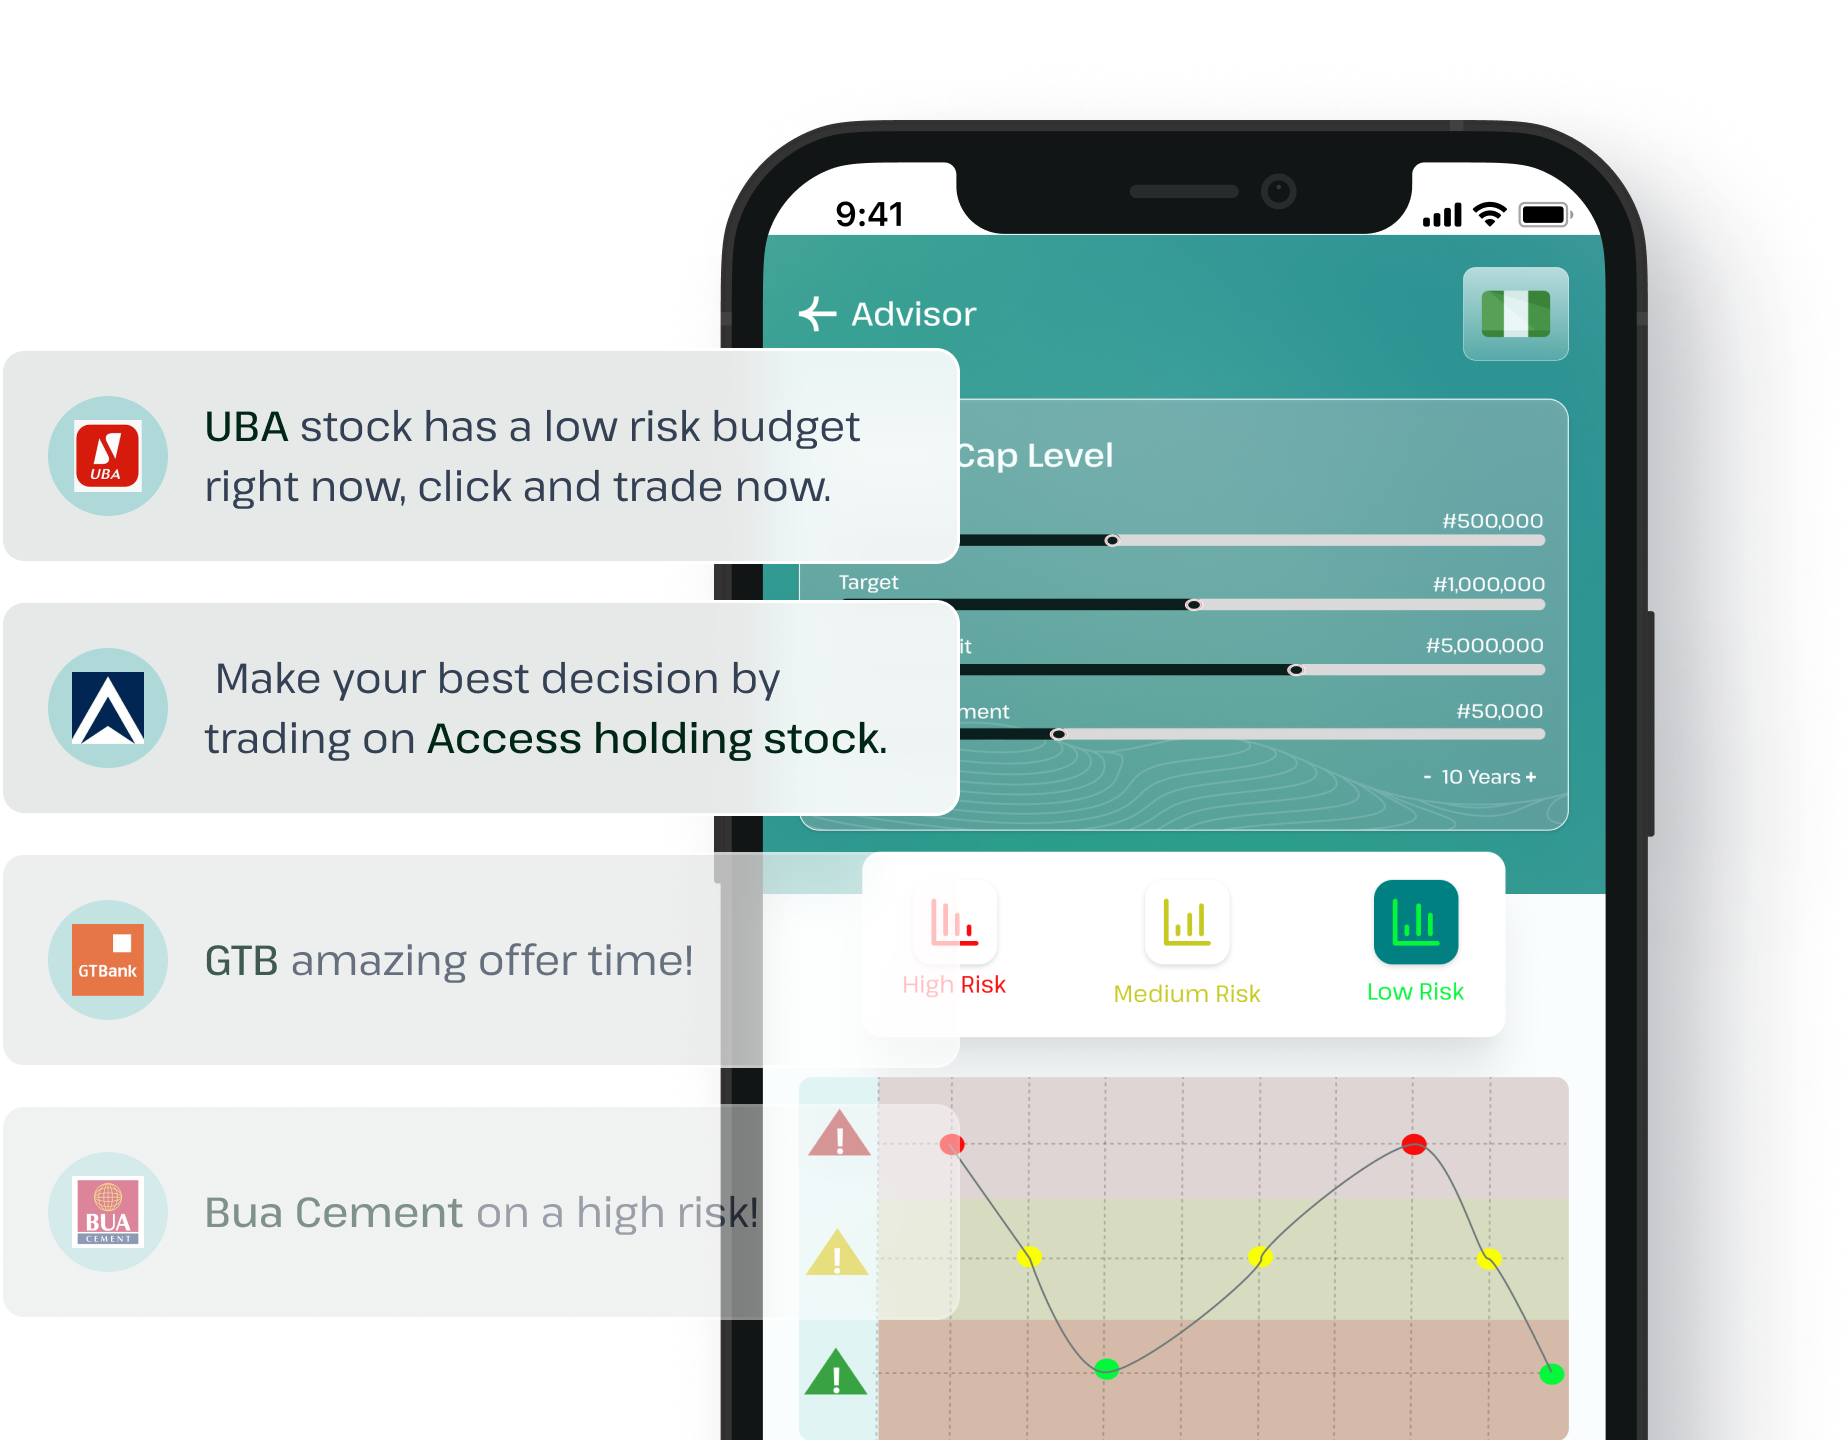 9:41
Advisor
UBA stock has a low risk budget
right now, click and trade now.
UBA
Cap Level
#500,000
Target
#1,000,000
#5,000,000
#50,000
- 10 Years +
Make your best decision by
trading on Access holding stock.
GTBank
GTB amazing offer time!
High Risk
Medium Risk
Low Risk
BUA
CEMENT
Bua Cement on a high risk!